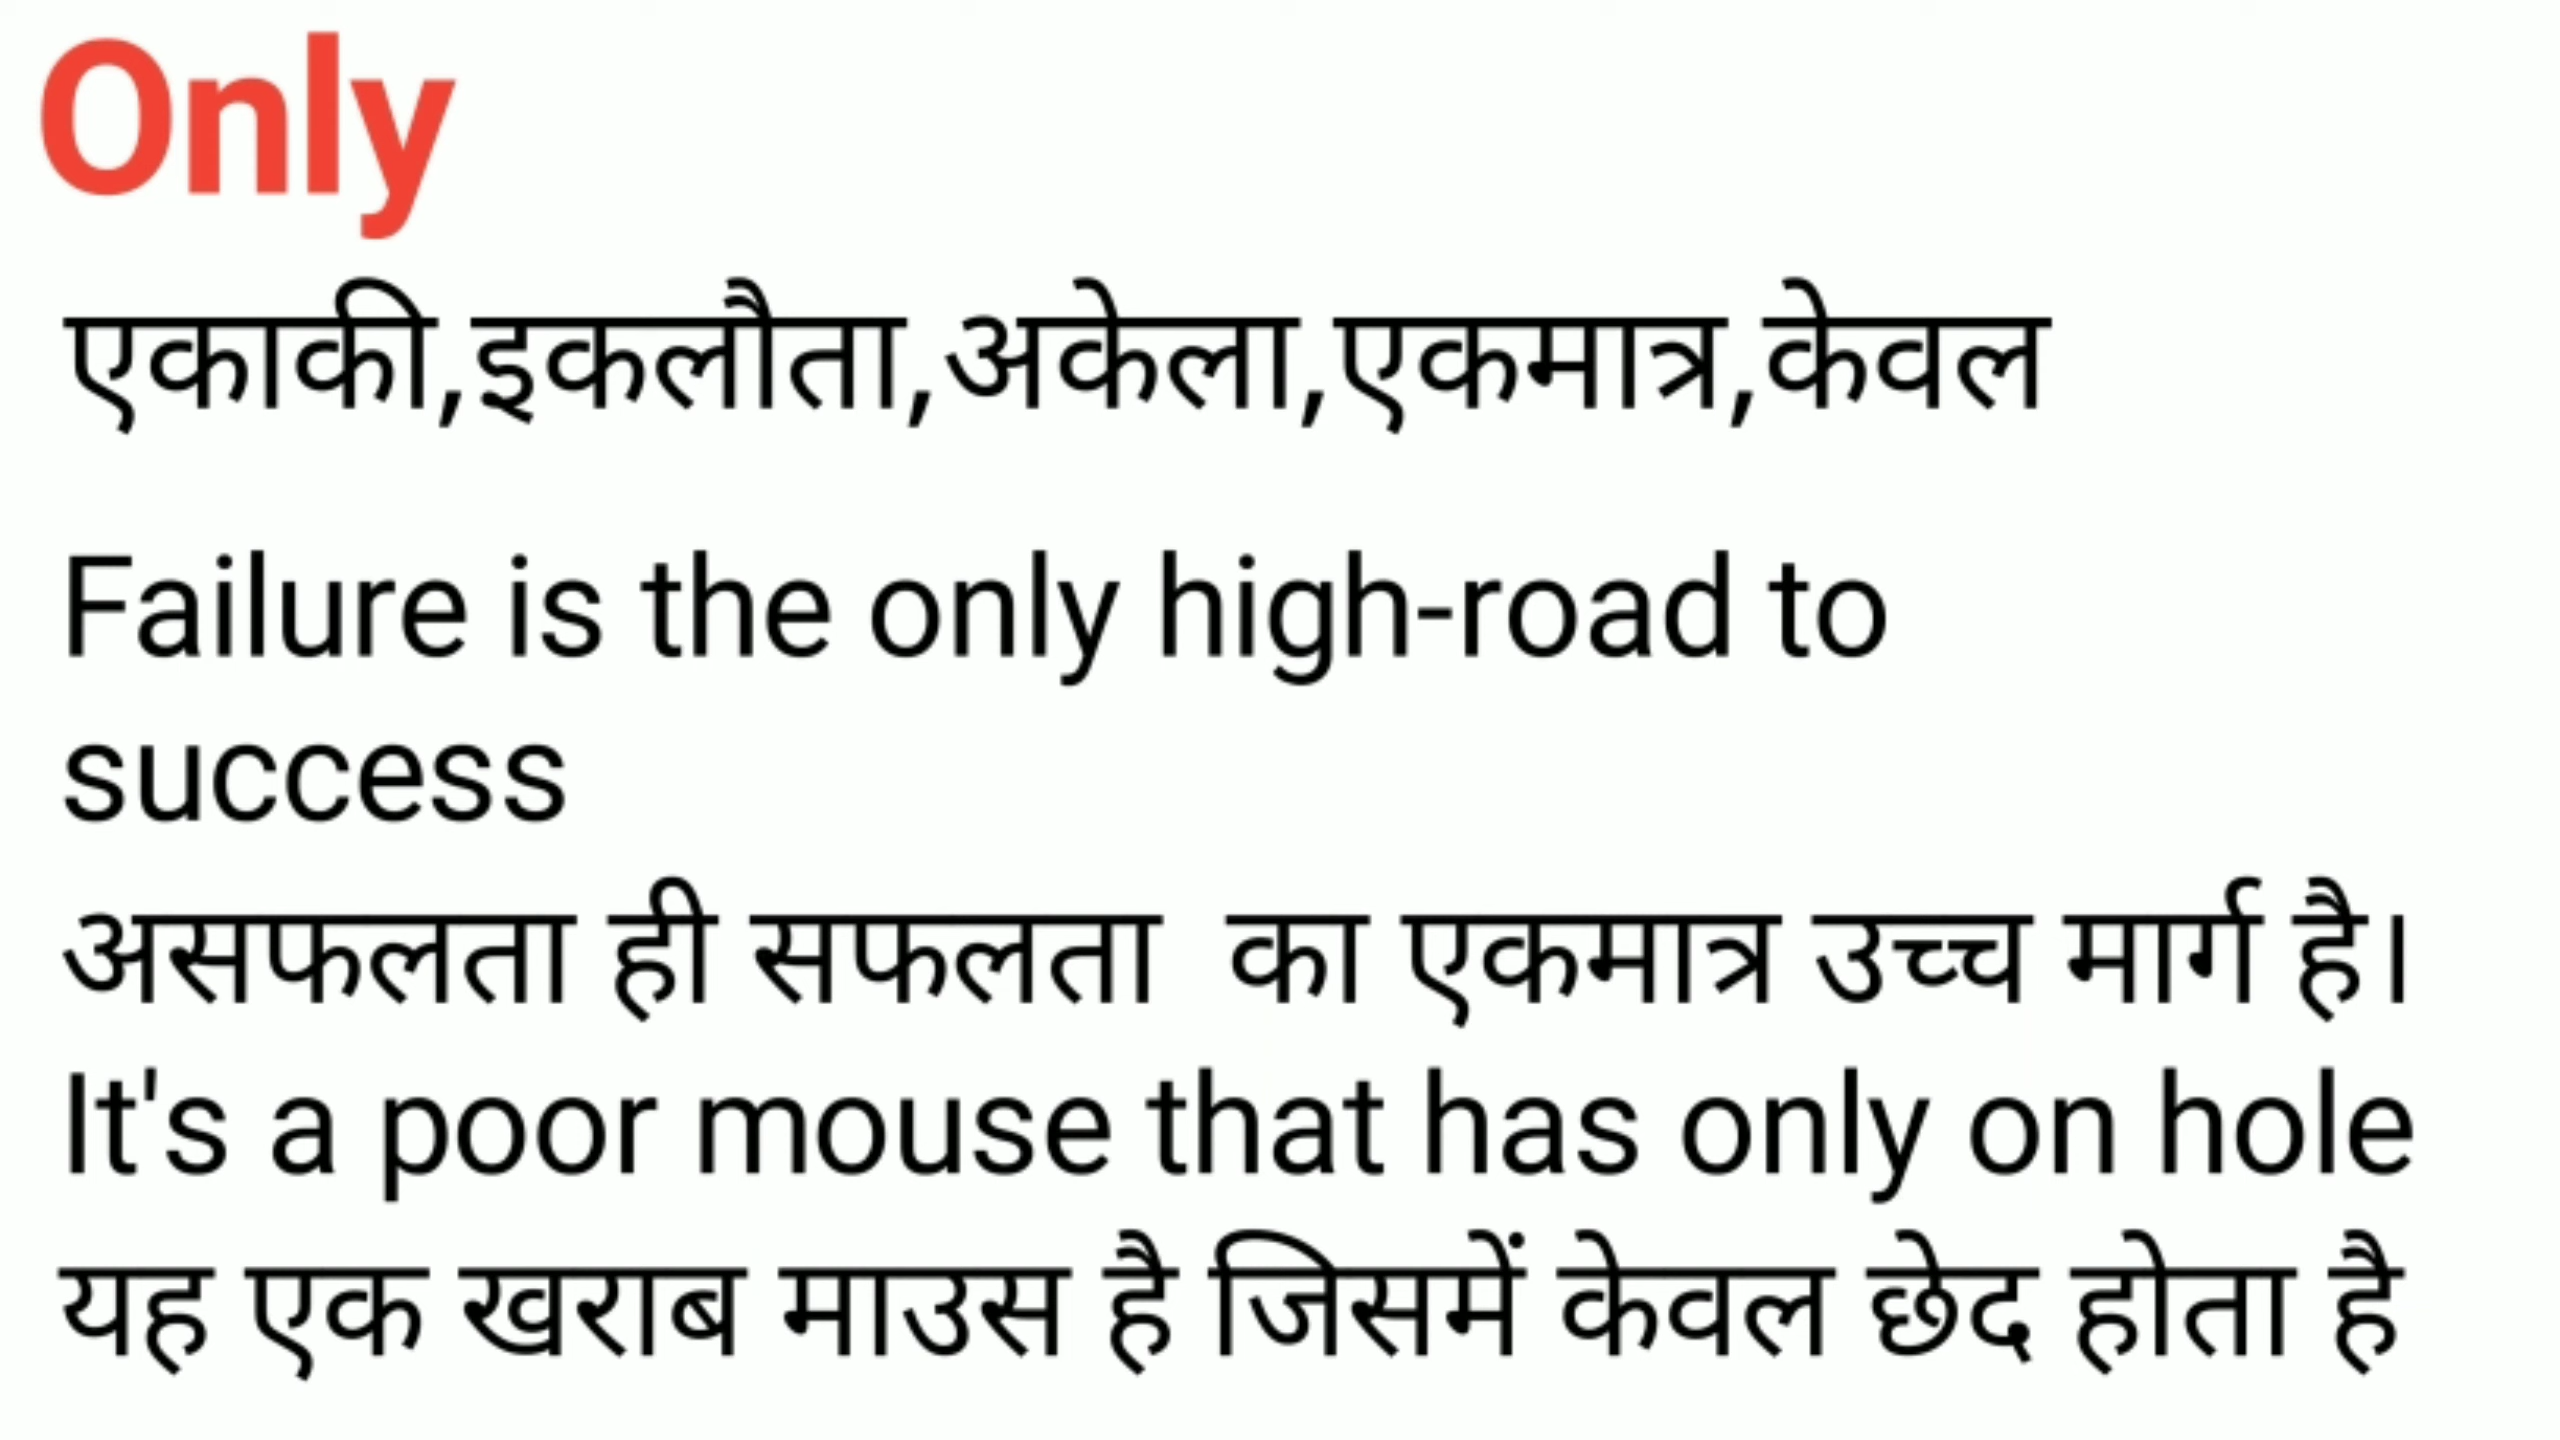 Only
एकाकी,इकलौता,अकेला,एकमात्र,केवल
Failure is the only high-road to
success
असफलता ही सफलता  का एकमात्र उच्च मार्ग है।
It's a poor mouse that has only on hole
यह एक खराब माउस है जिसमें केवल छेद होता है